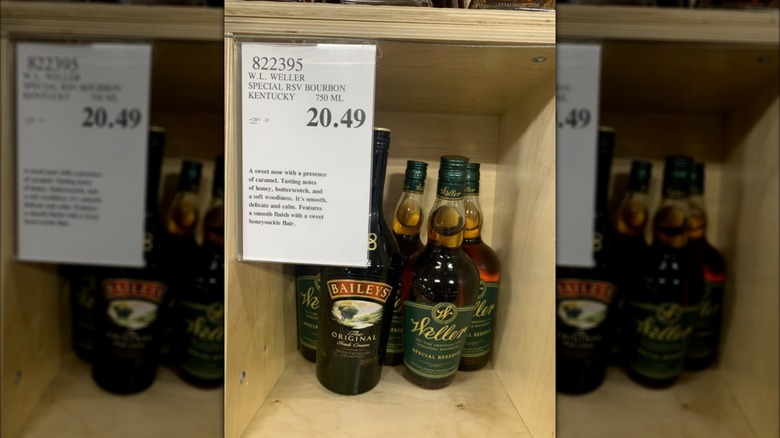 822395
W.L. WELLER
SPECIAL RSV BOURBON
KENTUCKY 750 ML
20.49
A sweet nose with a presence
of caramel. Tasting notes
of honey, butterscotch, and
a soft woodiness. It's smooth,
delicate and calm. Features
a smooth finish with a sweet
honeysuckle flair.
W
BAILEYS
The
ORIGINAL
Irish Cream
Weller
W
Weller
SPECIAL RESERVE
Weller